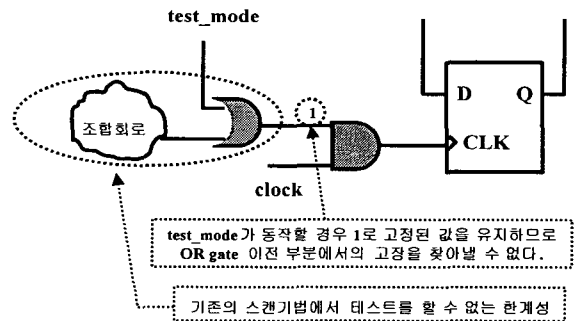 test_mode
조합회로
1
D Q
CLK
clock
test_mode가 동작할 경우 1로 고정된 값을 유지하므로
OR gate 이전 부분에서의 고장을 찾아낼 수 없다.
기존의 스캔기법에서 테스트를 할 수 없는 한계성